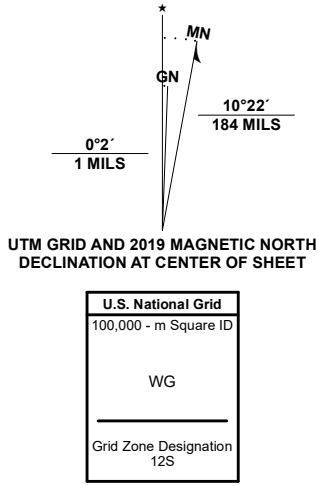 ★
MN
GN
10°22´
184 MILS
0°2´
1 MILS
UTM GRID AND 2019 MAGNETIC NORTH
DECLINATION AT CENTER OF SHEET
U.S. National Grid
100,000 - m Square ID
WG
Grid Zone Designation
12S